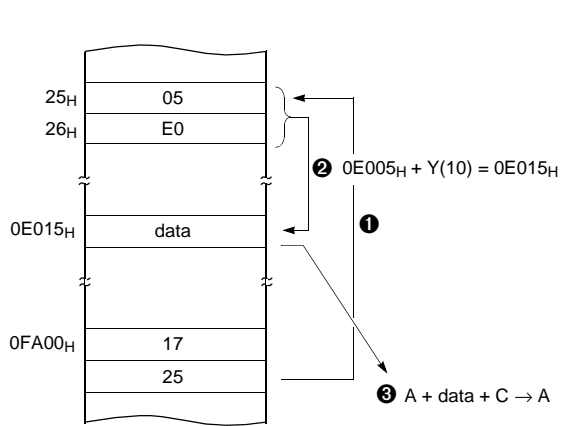 25H 05
26H E0
❷ 0E005H + Y(10) = 0E015H
0E015H data ❶
0FA00H 17
25
❸ A + data + C → A